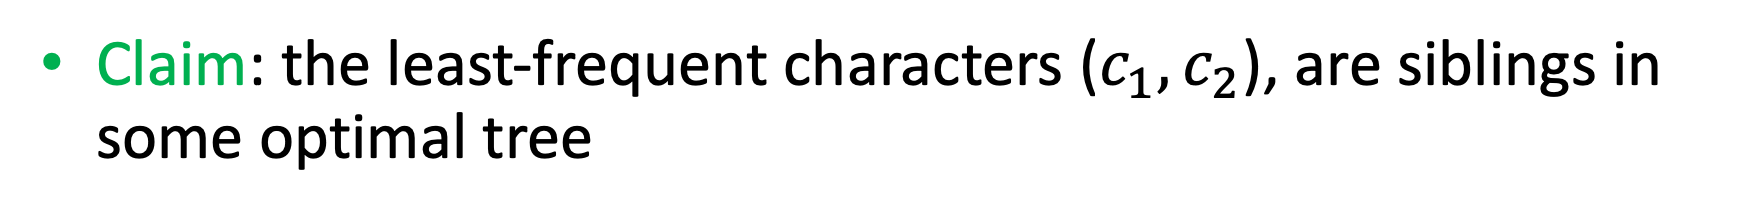 • Claim: the least-frequent characters (c₁, c₂), are siblings in
some optimal tree